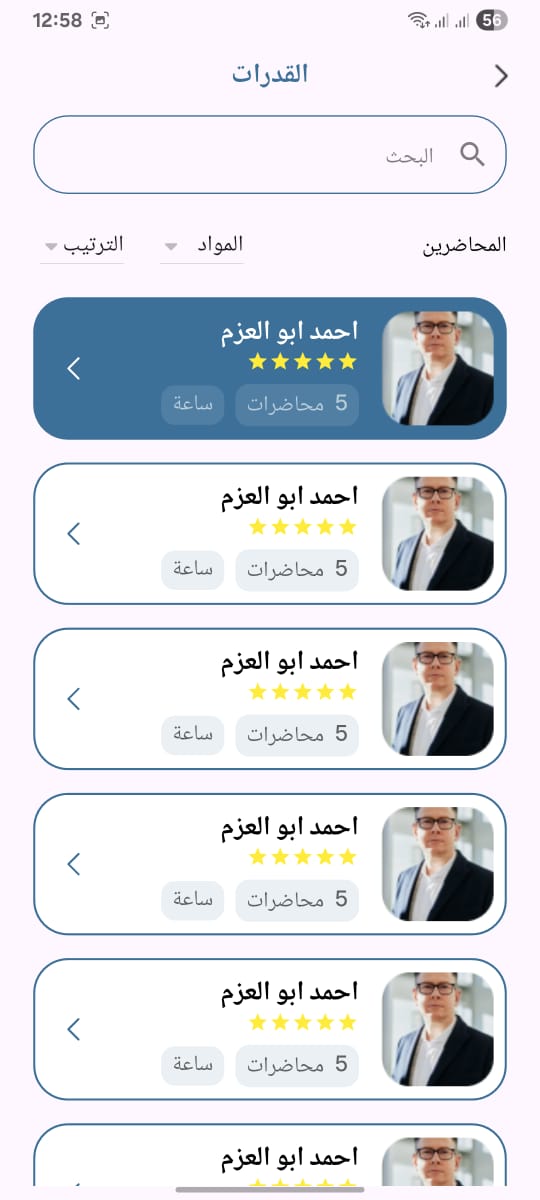 12:58 56
القدرات
البحث
المحاضرين المواد الترتيب
احمد ابو العزم
5 محاضرات ساعة
احمد ابو العزم
5 محاضرات ساعة
احمد ابو العزم
5 محاضرات ساعة
احمد ابو العزم
5 محاضرات ساعة
احمد ابو العزم
5 محاضرات ساعة
احمد ابو العزم